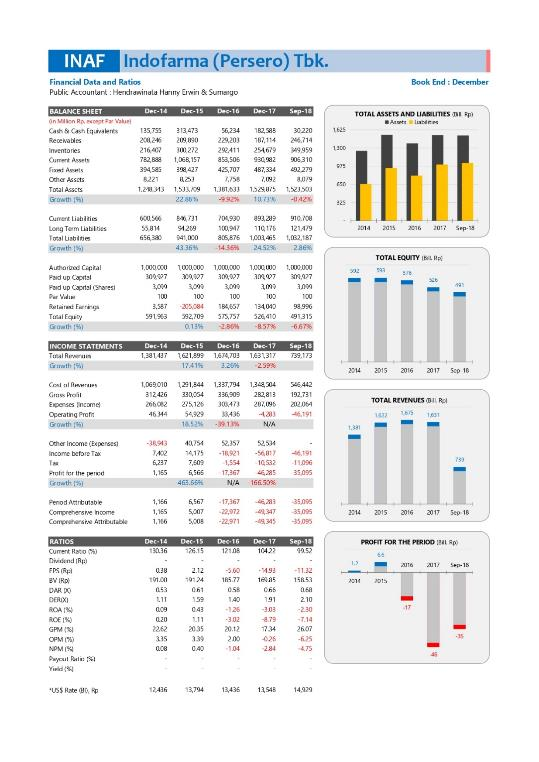 INAF Indofarma (Persero) Tbk.
Financial Data and Ratios Book End : December
Public Accountant : Hendrawinata Hanny Erwin & Sumargo
BALANCE SHEET Dec-14 Dec-15 Dec-16 Dec-17 Sep-18
(in Million Rp, except Par Value)
Cash & Cash Equivalents 135,755 313,473 56,234 182,588 30,220
Receivables 208,246 209,890 229,203 187,114 246,714
Inventories 216,407 300,272 292,411 254,679 349,959
Current Assets 782,888 1,068,157 853,506 930,982 906,310
Fixed Assets 394,585 398,427 425,707 487,334 492,279
Other Assets 8,221 8,253 7,758 7,092 8,079
Total Assets 1,248,343 1,533,709 1,381,633 1,529,875 1,523,503
Growth (%) 22.86% -9.92% 10.73% -0.42%
Current Liabilities 600,566 846,731 704,930 893,289 910,708
Long Term Liabilities 55,814 94,269 100,947 110,176 121,479
Total Liabilities 656,380 941,000 805,876 1,003,465 1,032,187
Growth (%) 43.36% -14.36% 24.52% 2.86%
Authorized Capital 1,000,000 1,000,000 1,000,000 1,000,000 1,000,000
Paid up Capital 309,927 309,927 309,927 309,927 309,927
Paid up Capital (Shares) 3,099 3,099 3,099 3,099 3,099
Par Value 100 100 100 100 100
Retained Earnings 3,587 -205,084 184,657 134,040 98,996
Total Equity 591,963 592,709 575,757 526,410 491,315
Growth (%) 0.13% -2.86% -8.57% -6.67%
INCOME STATEMENTS Dec-14 Dec-15 Dec-16 Dec-17 Sep-18
Total Revenues 1,381,437 1,621,899 1,674,703 1,631,317 739,173
Growth (%) 17.41% 3.26% -2.59%
Cost of Revenues 1,069,010 1,291,844 1,337,794 1,348,504 546,442
Gross Profit 312,426 330,054 336,909 282,813 192,731
Expenses (Income) 266,082 275,126 303,473 287,096 202,064
Operating Profit 46,344 54,929 33,436 -4,283 -46,191
Growth (%) 18.52% -39.13% N/A
Other Income (Expenses) -38,943 40,754 52,357 52,534 -
Income before Tax 7,402 14,175 -18,921 -56,817 -46,191
Tax 6,237 7,609 -1,554 -10,532 -11,096
Profit for the period 1,165 6,566 -17,367 -46,285 -35,095
Growth (%) 463.66% N/A 166.50%
Period Attributable 1,166 6,567 -17,367 -46,283 -35,095
Comprehensive Income 1,165 5,007 -22,972 -49,347 -35,095
Comprehensive Attributable 1,166 5,008 -22,971 -49,345 -35,095
RATIOS Dec-14 Dec-15 Dec-16 Dec-17 Sep-18
Current Ratio (%) 130.36 126.15 121.08 104.22 99.52
Dividend (Rp) - - - - -
EPS (Rp) 0.38 2.12 -5.60 -14.93 -11.32
BV (Rp) 191.00 191.24 185.77 169.85 158.53
DAR (X) 0.53 0.61 0.58 0.66 0.68
DER(X) 1.11 1.59 1.40 1.91 2.10
ROA (%) 0.09 0.43 -1.26 -3.03 -2.30
ROE (%) 0.20 1.11 -3.02 -8.79 -7.14
GPM (%) 22.62 20.35 20.12 17.34 26.07
OPM (%) 3.35 3.39 2.00 -0.26 -6.25
NPM (%) 0.08 0.40 -1.04 -2.84 -4.75
Payout Ratio (%) - - - - -
Yield (%) - - - - -
*US$ Rate (BI), Rp 12,436 13,794 13,436 13,548 14,929
TOTAL ASSETS AND LIABILITIES (Bill. Rp)
Assets Liabilities
1,625
1,300
975
650
325
-
2014 2015 2016 2017 Sep-18
TOTAL EQUITY (Bill. Rp)
592 593 576 526 491
2014 2015 2016 2017 Sep-18
TOTAL REVENUES (Bill. Rp)
1,381 1,622 1,675 1,631 739
2014 2015 2016 2017 Sep-18
PROFIT FOR THE PERIOD (Bill. Rp)
1.2 6.6 2016 2017 Sep-18
2014 2015
-17
-35
-46